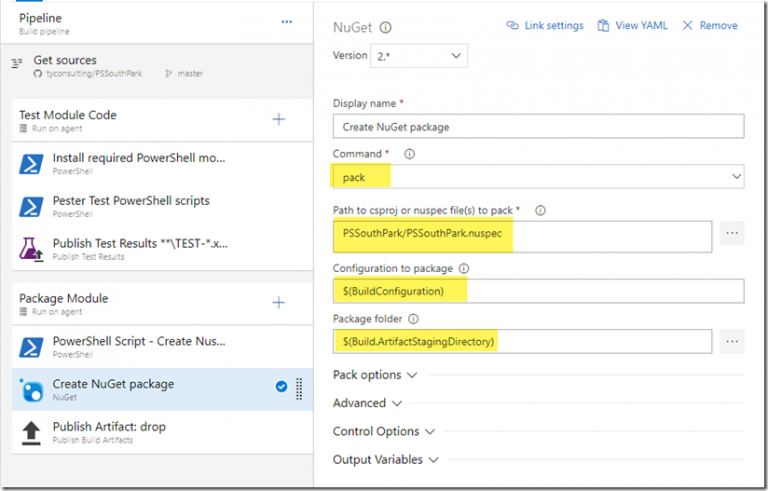 Pipeline
Build pipeline
...
Get sources
tyconsulting/PSSouthPark
master
Test Module Code
Run on agent
Install required PowerShell mo...
PowerShell
Pester Test PowerShell scripts
PowerShell
Publish Test Results **\TEST-*.x...
Publish Test Results
Package Module
Run on agent
PowerShell Script - Create Nus...
PowerShell
Create NuGet package
NuGet
Publish Artifact: drop
Publish Build Artifacts
NuGet
Link settings
View YAML
Remove
Version 2.*
Display name *
Create NuGet package
Command *
pack
Path to csproj or nuspec file(s) to pack *
PSSouthPark/PSSouthPark.nuspec
...
Configuration to package
$(BuildConfiguration)
Package folder
$(Build.ArtifactStagingDirectory)
...
Pack options
Advanced
Control Options
Output Variables